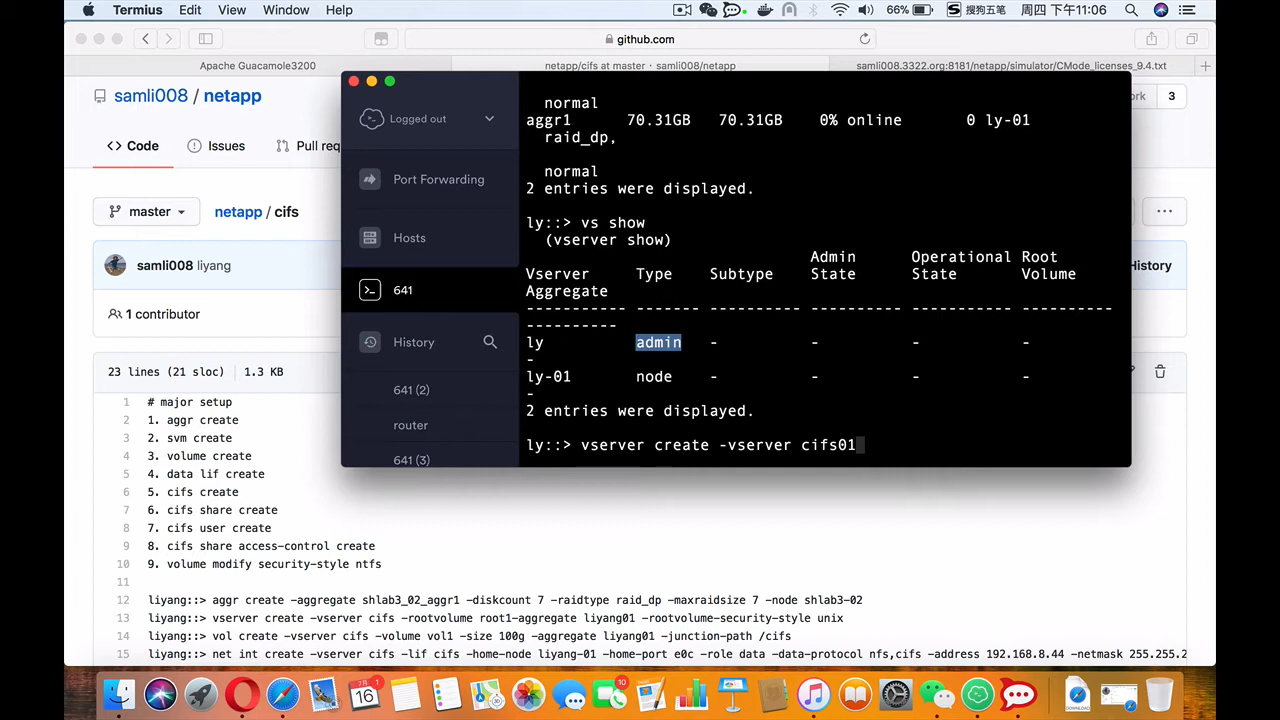 Termius Edit View Window Help 66% 搜狗五笔 周四下午11:06
github.com
Apache Guacamole3200
netapp/cifs at master · samli008/netapp
samli008.3322.org:8181/netapp/simulator/CMode_licenses_9.4.txt
samli008 / netapp
3
Code
Issues
Pull req
master
netapp / cifs
samli008 liyang
History
1 contributor
23 lines (21 sloc) 1.3 KB
1 # major setup
2 1. aggr create
3 2. svm create
4 3. volume create
5 4. data lif create
6 5. cifs create
7 6. cifs share create
8 7. cifs user create
9 8. cifs share access-control create
10 9. volume modify security-style ntfs
11
12 liyang::> aggr create -aggregate shlab3_02_aggr1 -diskcount 7 -raidtype raid_dp -maxraidsize 7 -node shlab3-02
13 liyang::> vserver create -vserver cifs -rootvolume root1-aggregate liyang01 -rootvolume-security-style unix
14 liyang::> vol create -vserver cifs -volume vol1 -size 100g -aggregate liyang01 -junction-path /cifs
15 liyang::> net int create -vserver cifs -lif cifs -home-node liyang-01 -home-port e0c -role data -data-protocol nfs,cifs -address 192.168.8.44 -netmask 255.255.2
Logged out
Port Forwarding
Hosts
641
History
641 (2)
router
641 (3)
normal
aggr1 70.31GB 70.31GB 0% online 0 ly-01
raid_dp,
normal
2 entries were displayed.
ly::> vs show
(vserver show)
Admin Operational Root
Vserver Type Subtype State State Volume
Aggregate
----------- ------- ---------- ---------- ----------- ----------
----------
ly admin - - - -
-
ly-01 node - - - -
-
2 entries were displayed.
ly::> vserver create -vserver cifs01
7月 16
10